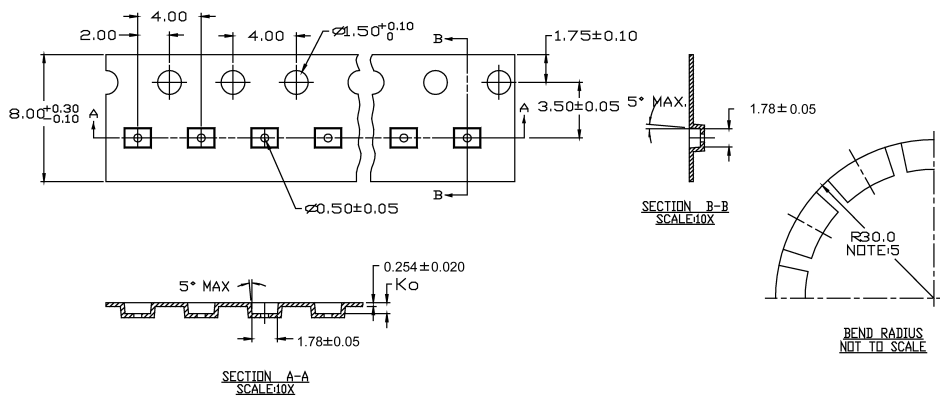 4.00
2.00
4.00
Ø1.50 +0.10 0
B
1.75±0.10
8.00 +0.30 -0.10
A
A
3.50±0.05
B
Ø0.50±0.05
5° MAX.
1.78±0.05
SECTION B-B
SCALE:10X
R30.0
NOTE:5
BEND RADIUS
NOT TO SCALE
5° MAX
0.254±0.020
Ko
1.78±0.05
SECTION A-A
SCALE:10X